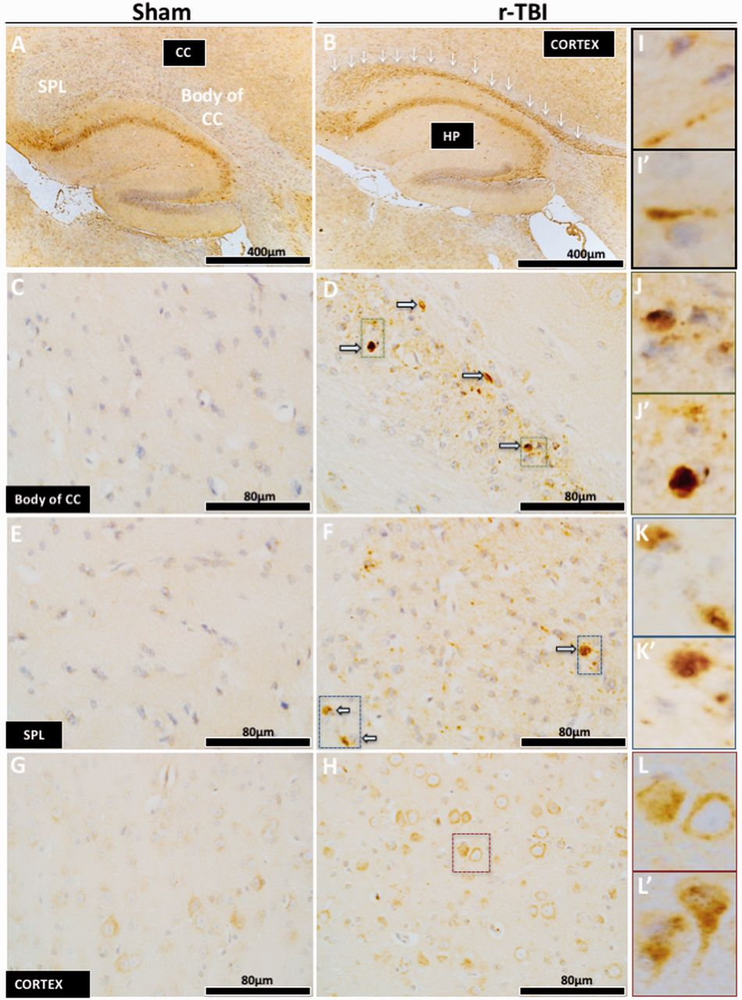 Sham
r-TBI
A
CC
SPL
Body of
CC
400µm
B
CORTEX
HP
400µm
I
I’
C
Body of CC
80µm
D
80µm
J
J’
E
SPL
80µm
F
80µm
K
K’
G
CORTEX
80µm
H
80µm
L
L’